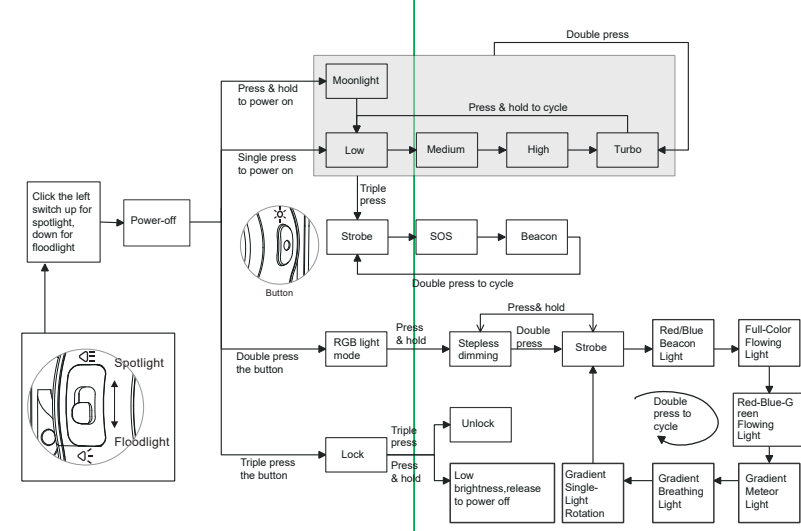 Double press
Moonlight
Press & hold
to power on
Press & hold to cycle
Low
Medium
High
Turbo
Single press
to power on
Triple
press
Click the left
switch up for
spotlight,
down for
floodlight
Power-off
Strobe
SOS
Beacon
Double press to cycle
Button
Press& hold
RGB light
mode
Press
& hold
Stepless
dimming
Double
press
Strobe
Red/Blue
Beacon
Light
Full-Color
Flowing
Light
Double press
the button
Spotlight
Floodlight
Double
press to
cycle
Red-Blue-G
reen
Flowing
Light
Triple press
the button
Lock
Triple
press
Press
& hold
Unlock
Low
brightness,release
to power off
Gradient
Single-
Light
Rotation
Gradient
Breathing
Light
Gradient
Meteor
Light